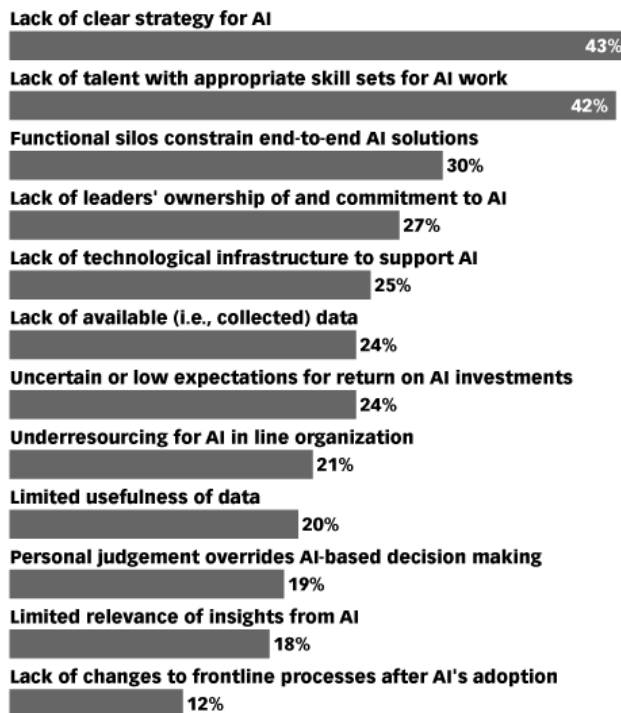 Lack of clear strategy for AI
43%
Lack of talent with appropriate skill sets for AI work
42%
Functional silos constrain end-to-end AI solutions
30%
Lack of leaders' ownership of and commitment to AI
27%
Lack of technological infrastructure to support AI
25%
Lack of available (i.e., collected) data
24%
Uncertain or low expectations for return on AI investments
24%
Underresourcing for AI in line organization
21%
Limited usefulness of data
20%
Personal judgement overrides AI-based decision making
19%
Limited relevance of insights from AI
18%
Lack of changes to frontline processes after AI's adoption
12%